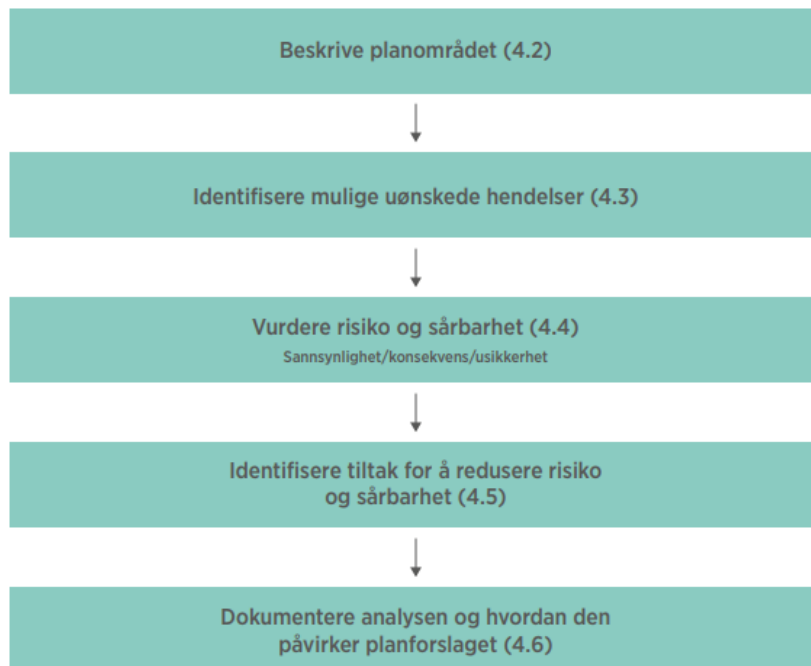 Beskrive planområdet (4.2)
Identifisere mulige uønskede hendelser (4.3)
Vurdere risiko og sårbarhet (4.4)
Sannsynlighet/konsekvens/usikkerhet
Identifisere tiltak for å redusere risiko
og sårbarhet (4.5)
Dokumentere analysen og hvordan den
påvirker planforslaget (4.6)